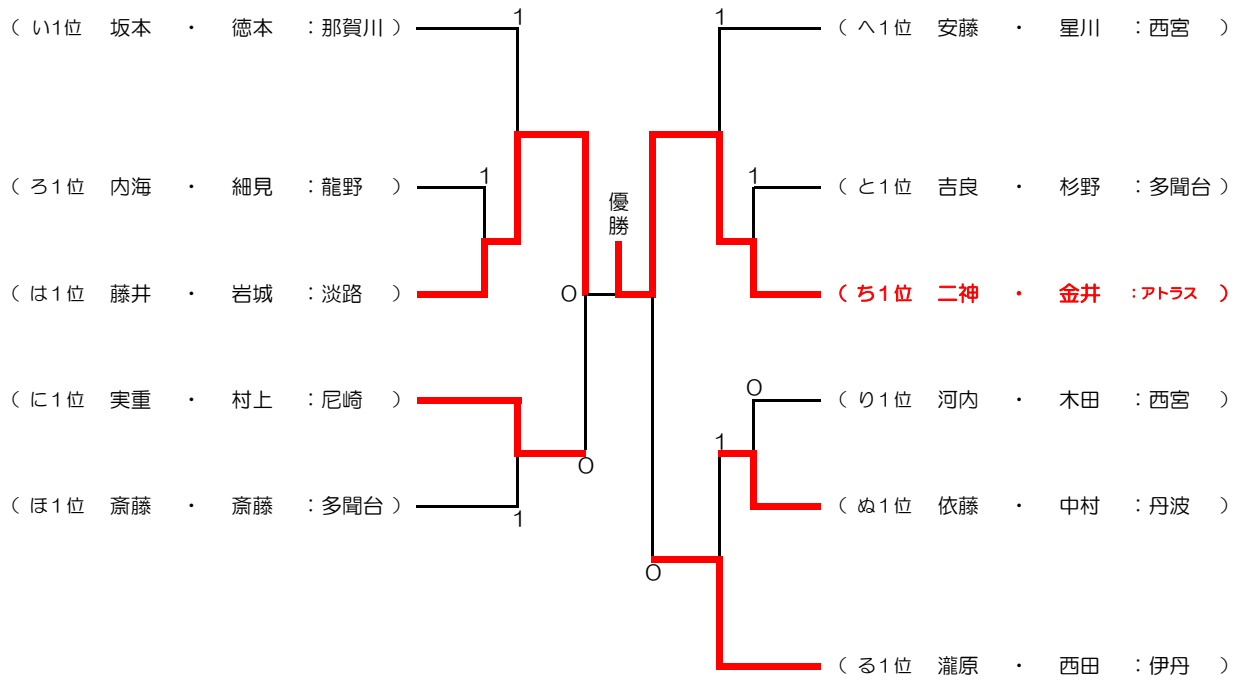 1
1
( い1位 坂本 ・ 徳本 : 那賀川 )
( へ1位 安藤 ・ 星川 : 西宮 )
1
1
( ろ1位 内海 ・ 細見 : 龍野 )
( と1位 吉良 ・ 杉野 : 多聞台 )
優勝
( は1位 藤井 ・ 岩城 : 淡路 )
0
( ち1位 二神 ・ 金井 : アトラス )
0
( に1位 実重 ・ 村上 : 尼崎 )
( り1位 河内 ・ 木田 : 西宮 )
1
0
( ほ1位 斎藤 ・ 斎藤 : 多聞台 )
1
( ぬ1位 依藤 ・ 中村 : 丹波 )
0
( る1位 瀧原 ・ 西田 : 伊丹 )